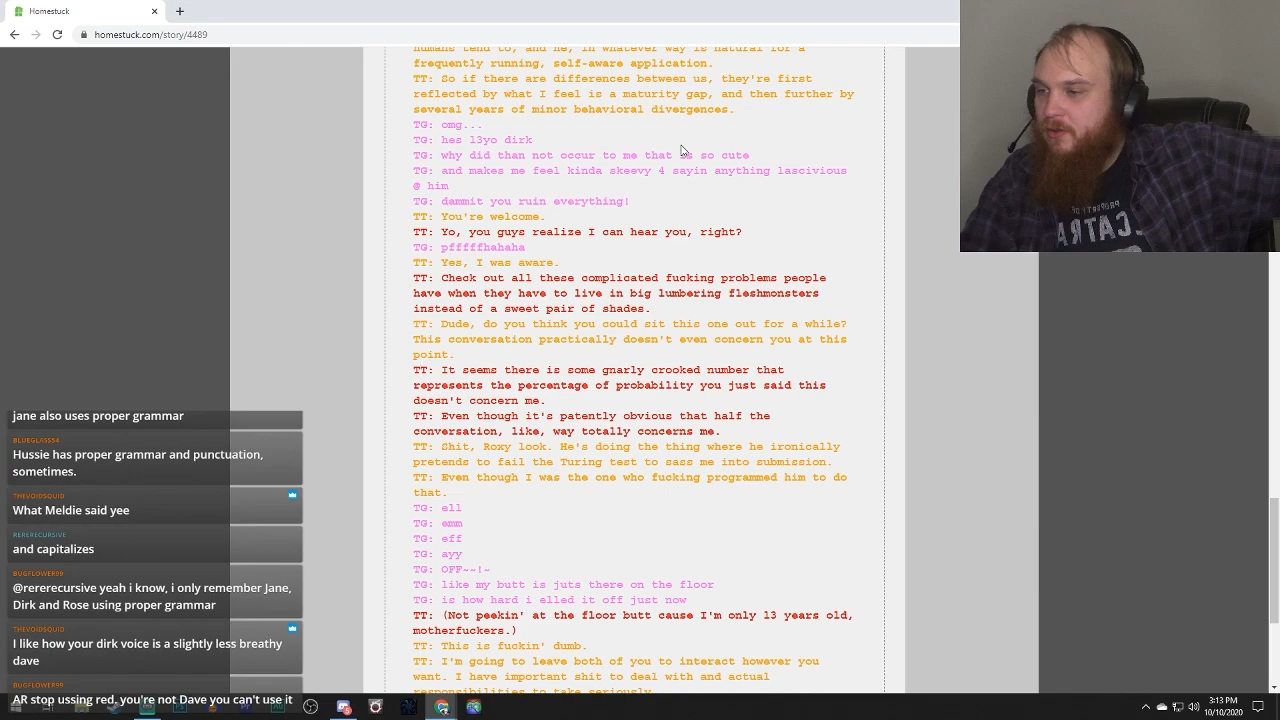 Homestuck
homestuck.com/story/4489
humans tend to, and he, in whatever way is natural for a
frequently running, self-aware application.
TT: So if there are differences between us, they're first
reflected by what I feel is a maturity gap, and then further by
several years of minor behavioral divergences.
TG: omg...
TG: hes l3yo dirk
TG: why did than not occur to me that is so cute
TG: and makes me feel kinda skeevy 4 sayin anything lascivious
@ him
TG: dammit you ruin everything!
TT: You're welcome.
TT: Yo, you guys realize I can hear you, right?
TG: pfffffhahaha
TT: Yes, I was aware.
TT: Check out all these complicated fucking problems people
have when they have to live in big lumbering fleshmonsters
instead of a sweet pair of shades.
TT: Dude, do you think you could sit this one out for a while?
This conversation practically doesn't even concern you at this
point.
TT: It seems there is some gnarly crooked number that
represents the percentage of probability you just said this
doesn't concern me.
TT: Even though it's patently obvious that half the
conversation, like, way totally concerns me.
TT: Shit, Roxy look. He's doing the thing where he ironically
pretends to fail the Turing test to sass me into submission.
TT: Even though I was the one who fucking programmed him to do
that.
TG: ell
TG: emm
TG: eff
TG: ayy
TG: OFF~~!~
TG: like my butt is juts there on the floor
TG: is how hard i elled it off just now
TT: (Not peekin' at the floor butt cause I'm only 13 years old,
motherfuckers.)
TT: This is fuckin' dumb.
TT: I'm going to leave both of you to interact however you
want. I have important shit to deal with and actual
responsibilities to take seriously.
jane also uses proper grammar
BLUEGLASS54
Hussie has proper grammar and punctuation,
sometimes.
THEVOIDSQUID
What Meldie said yee
REREECURSIVE
and capitalizes
BUGFLOWER99
@rererecursive yeah i know, i only remember Jane,
Dirk and Rose using proper grammar
THEVOIDSQUID
I like how your dirk voice is a slightly less breathy
dave
BUGFLOWER99
AR stop ussing red, you're not Dave you can't use it
PROPERTY OF
CATRA
3:13 PM
10/10/2020